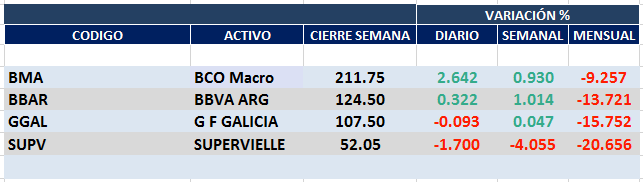 VARIACIÓN %
CODIGO ACTIVO CIERRE SEMANA DIARIO SEMANAL MENSUAL
BMA BCO Macro 211.75 2.642 0.930 -9.257
BBAR BBVA ARG 124.50 0.322 1.014 -13.721
GGAL G F GALICIA 107.50 -0.093 0.047 -15.752
SUPV SUPERVIELLE 52.05 -1.700 -4.055 -20.656